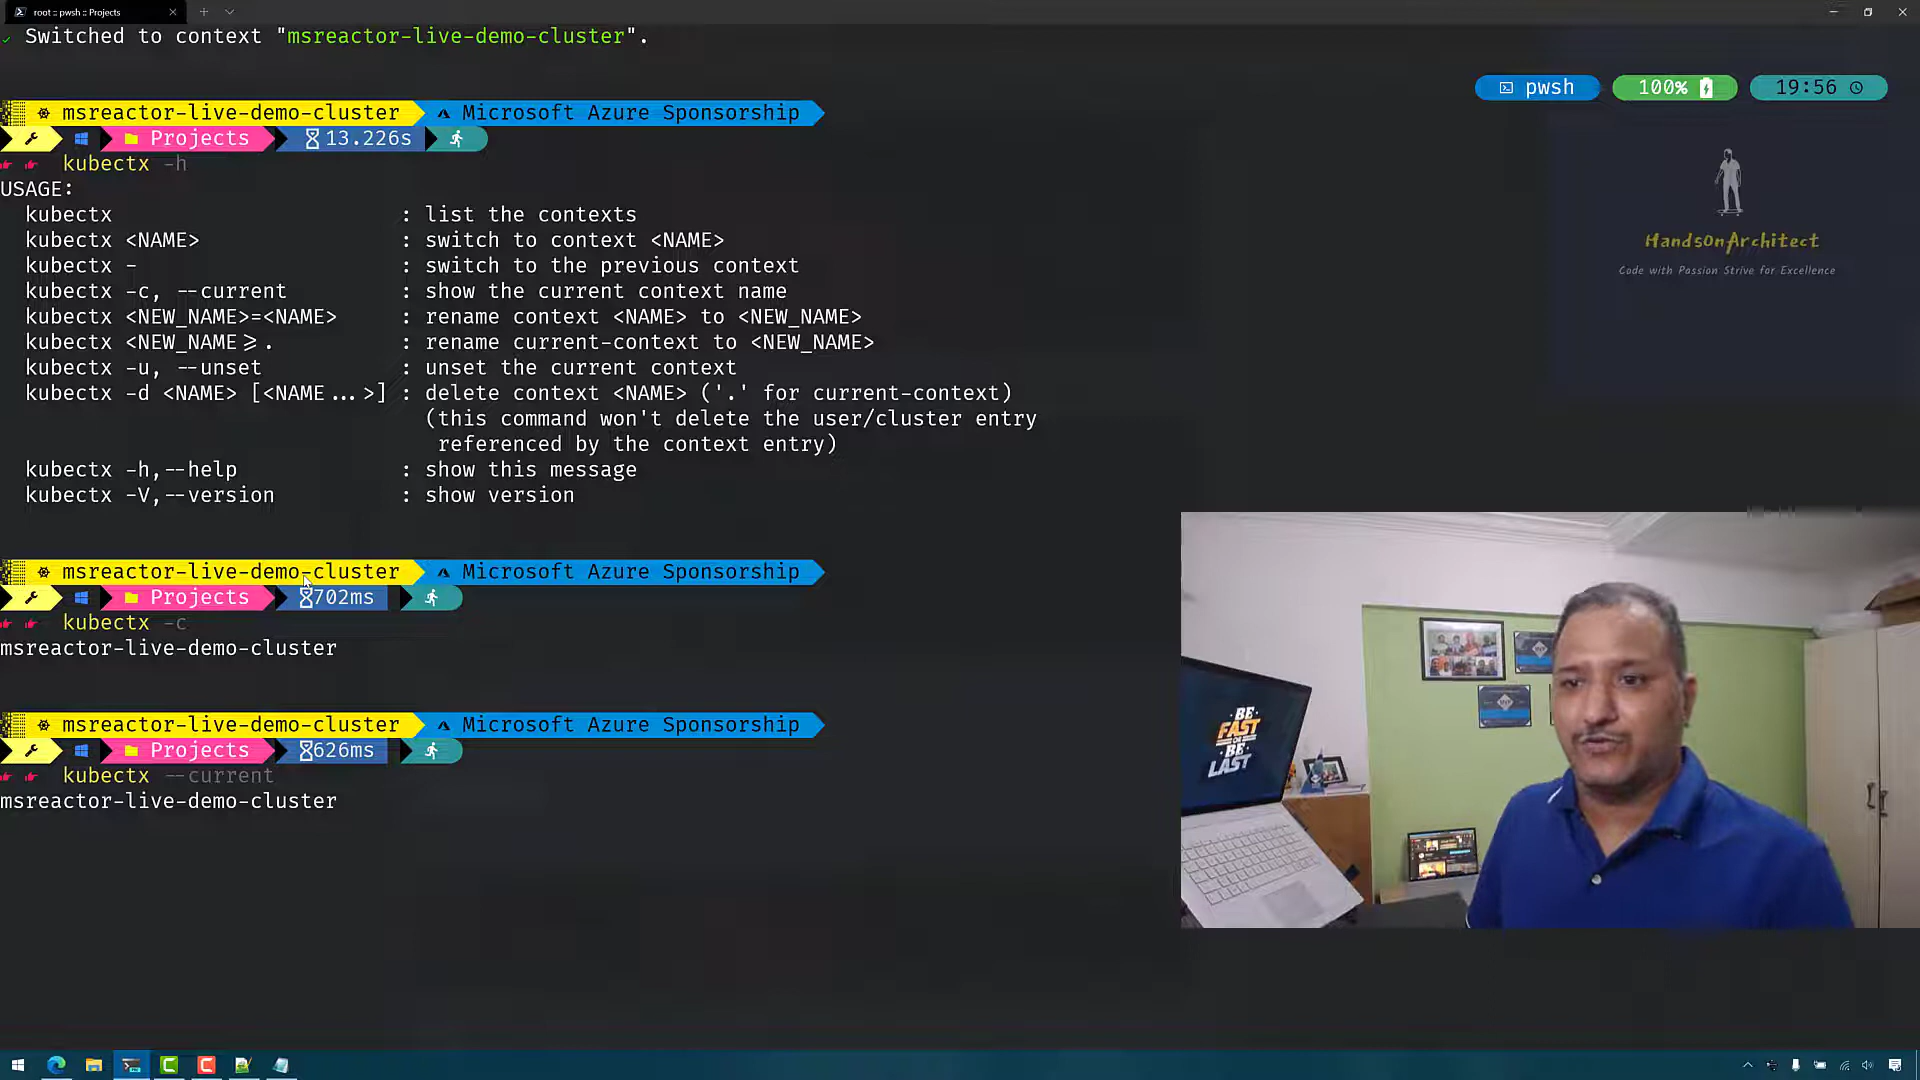 root :: pwsh :: Projects
✓ Switched to context "msreactor-live-demo-cluster".
pwsh 100% 19:56
msreactor-live-demo-cluster Microsoft Azure Sponsorship
Projects 13.226s
kubectx -h
USAGE:
kubectx : list the contexts
kubectx <NAME> : switch to context <NAME>
kubectx - : switch to the previous context
kubectx -c, --current : show the current context name
kubectx <NEW_NAME>=<NAME> : rename context <NAME> to <NEW_NAME>
kubectx <NEW_NAME>=. : rename current-context to <NEW_NAME>
kubectx -u, --unset : unset the current context
kubectx -d <NAME> [<NAME...>] : delete context <NAME> ('.' for current-context)
(this command won't delete the user/cluster entry
referenced by the context entry)
kubectx -h,--help : show this message
kubectx -V,--version : show version
HandsOnArchitect
Code with Passion Strive for Excellence
msreactor-live-demo-cluster Microsoft Azure Sponsorship
Projects 702ms
kubectx -c
msreactor-live-demo-cluster
msreactor-live-demo-cluster Microsoft Azure Sponsorship
Projects 626ms
kubectx --current
msreactor-live-demo-cluster
BE
FAST
OR
BE
LAST